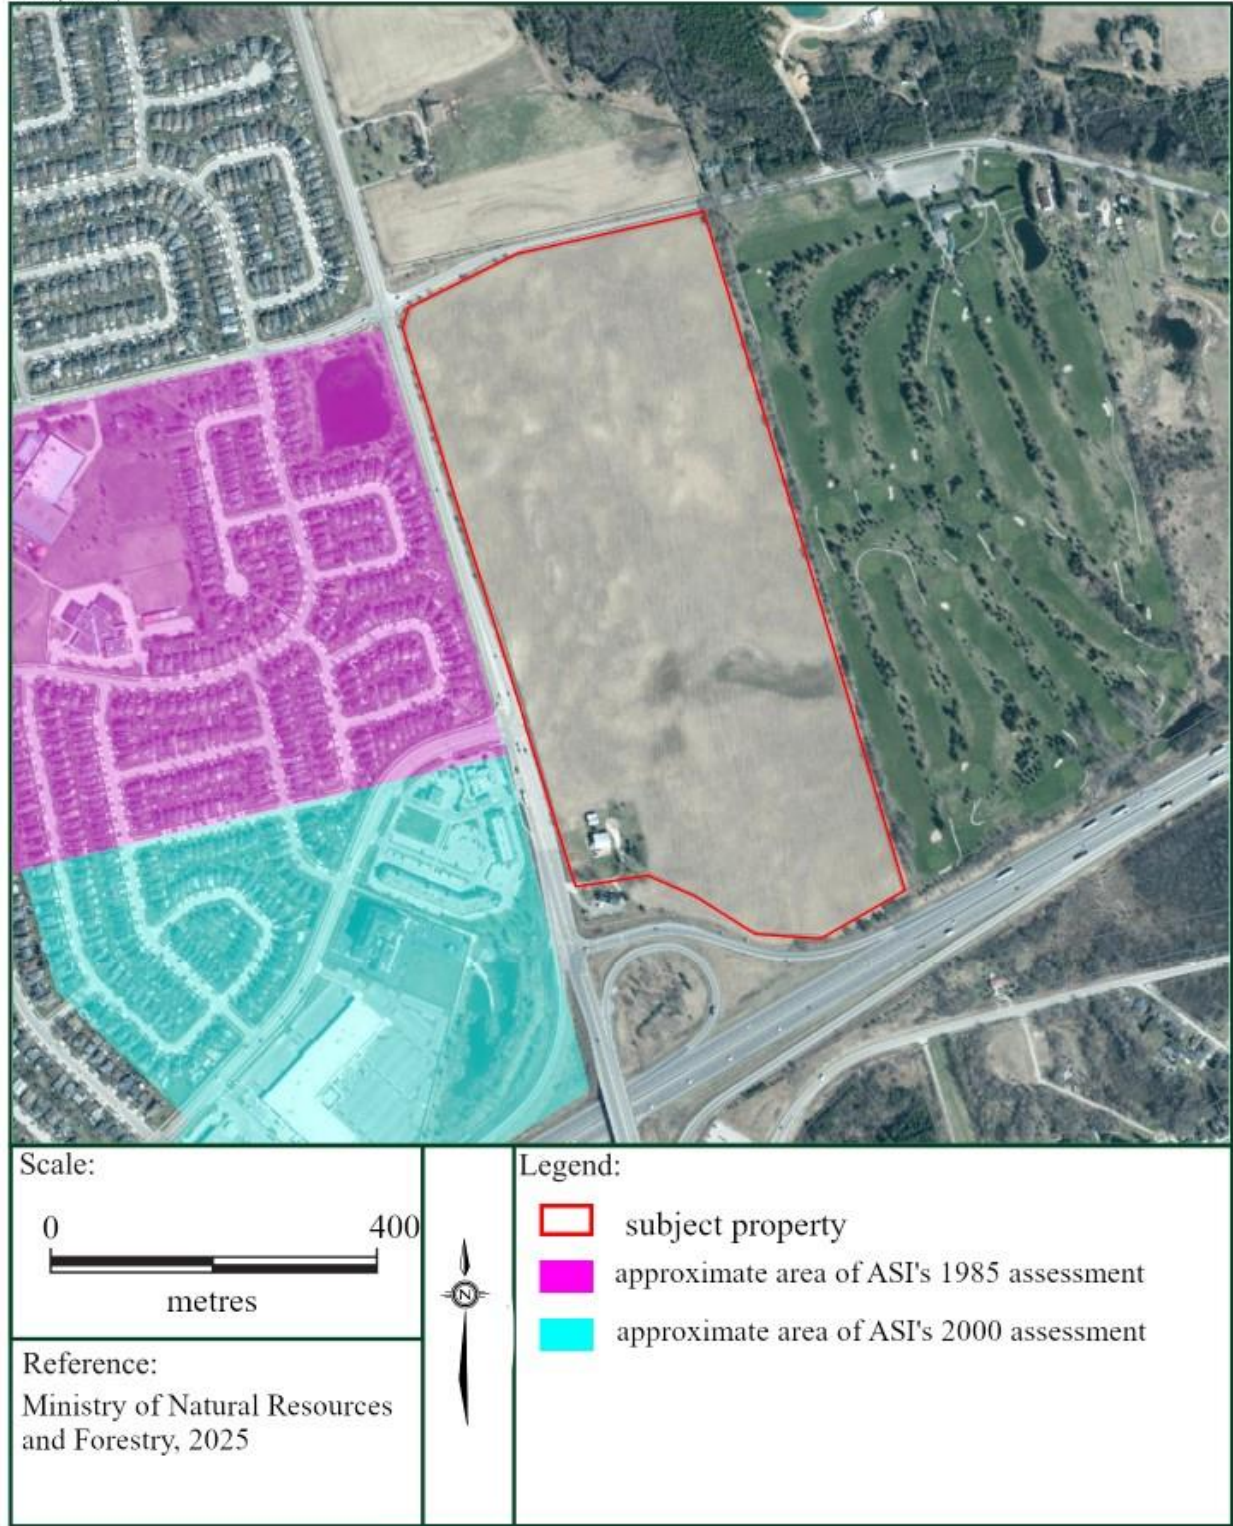 Scale:
0 400
metres
Reference:
Ministry of Natural Resources
and Forestry, 2025
N
Legend:
subject property
approximate area of ASI's 1985 assessment
approximate area of ASI's 2000 assessment